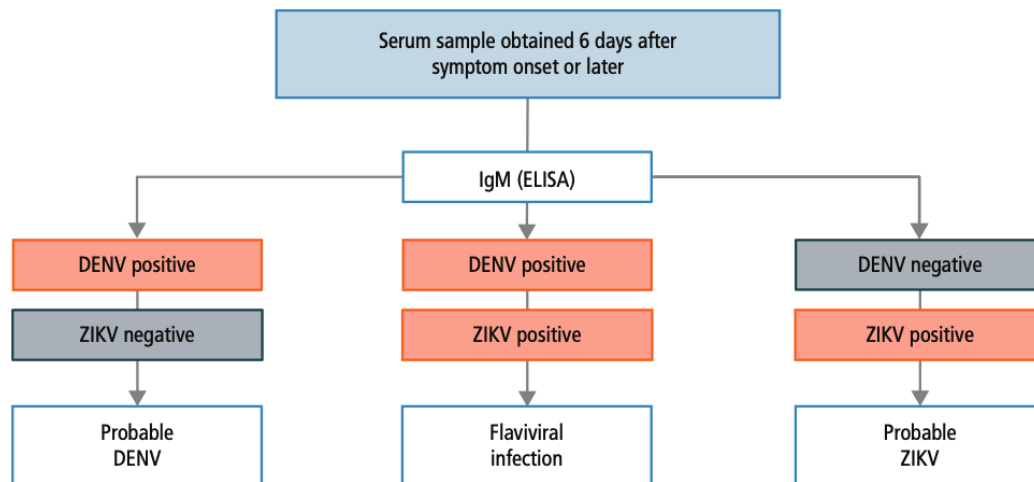 Serum sample obtained 6 days after
symptom onset or later
IgM (ELISA)
DENV positive
ZIKV negative
Probable
DENV
DENV positive
ZIKV positive
Flaviviral
infection
DENV negative
ZIKV positive
Probable
ZIKV